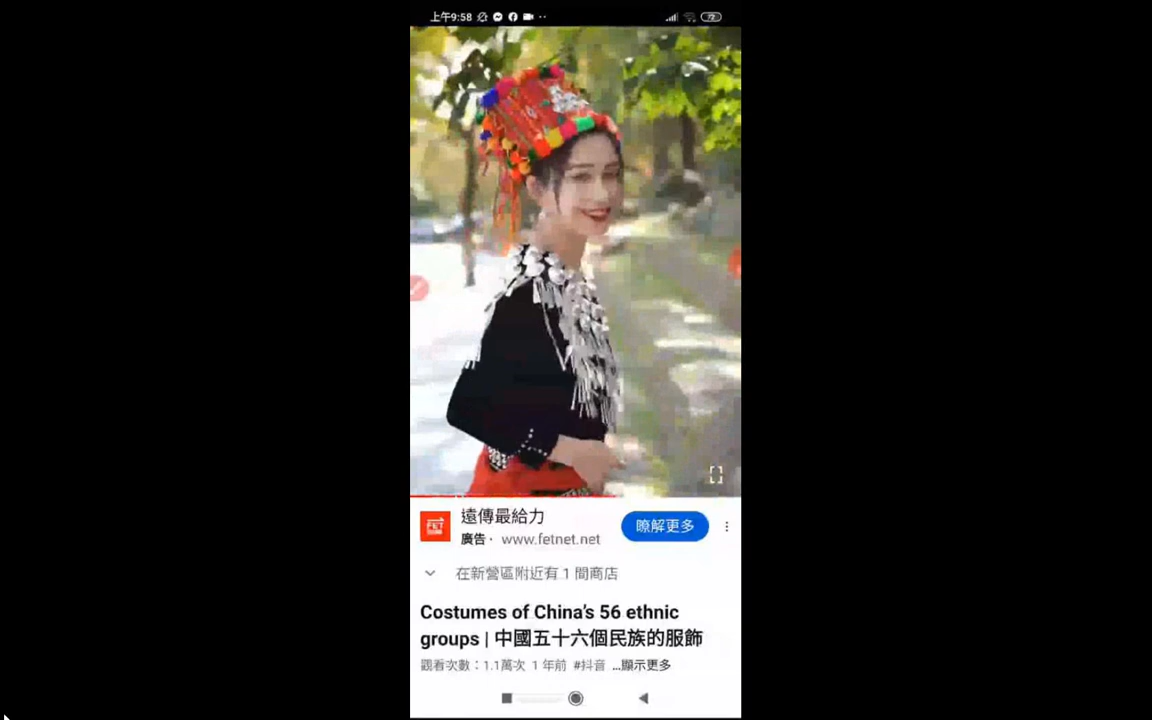 上午9:58
72
遠傳最給力
廣告· www.fetnet.net
瞭解更多
在新營區附近有 1 間商店
Costumes of China's 56 ethnic
groups | 中國五十六個民族的服飾
觀看次數：1.1萬次 1 年前 #抖音 ...顯示更多